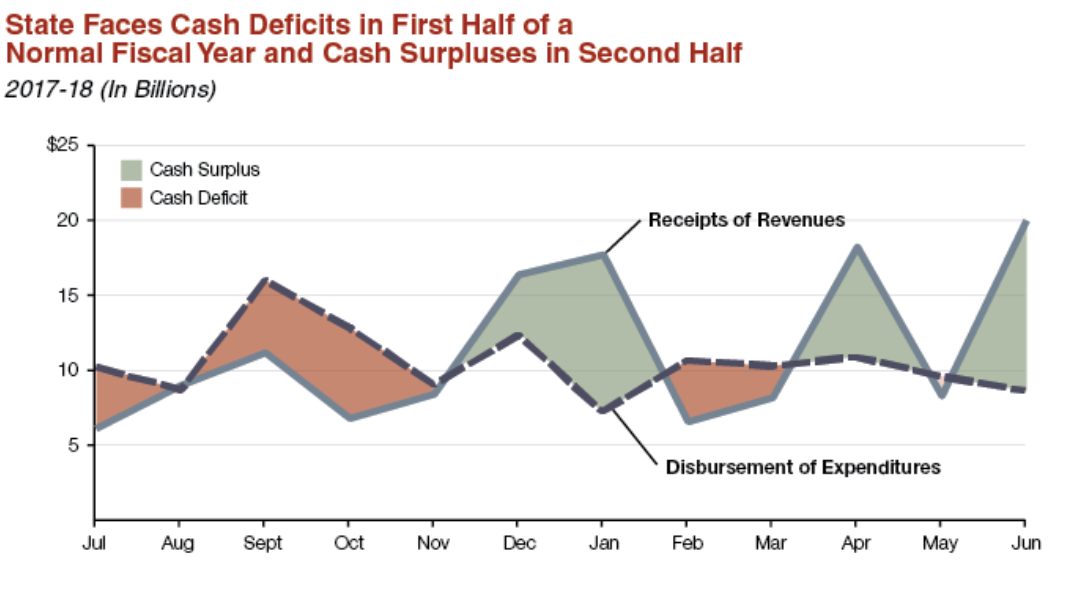 State Faces Cash Deficits in First Half of a
Normal Fiscal Year and Cash Surpluses in Second Half
2017-18 (In Billions)
$25
Cash Surplus
Cash Deficit
20
Receipts of Revenues
15
10
5
Disbursement of Expenditures
Jul Aug Sept Oct Nov Dec Jan Feb Mar Apr May Jun